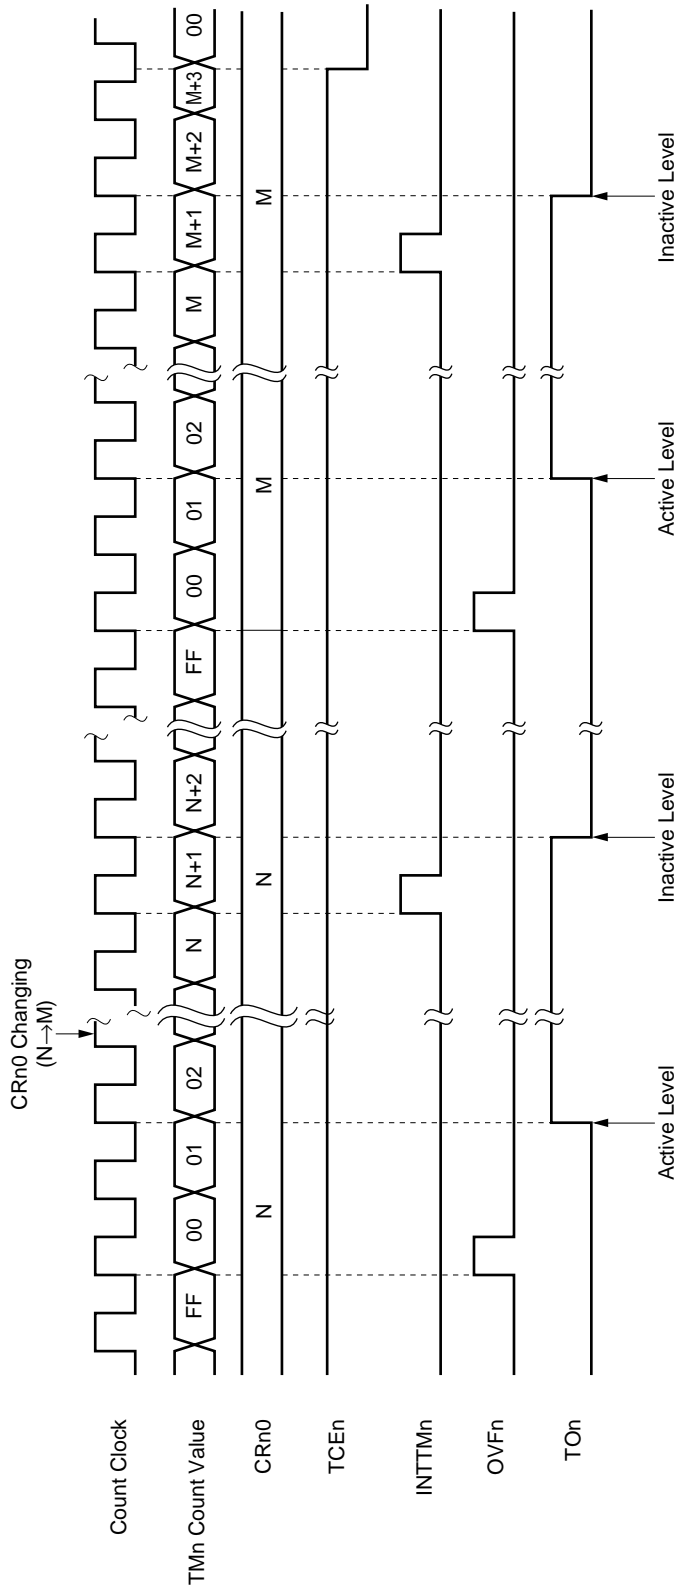 CRn0 Changing
(N→M)
Count Clock
TMn Count Value FF 00 01 02 N N+1 N+2 FF 00 01 02 M M+1 M+2 M+3 00
CRn0 N N M M
TCEn
INTTMn
OVFn
TOn
Active Level Inactive Level Active Level Inactive Level